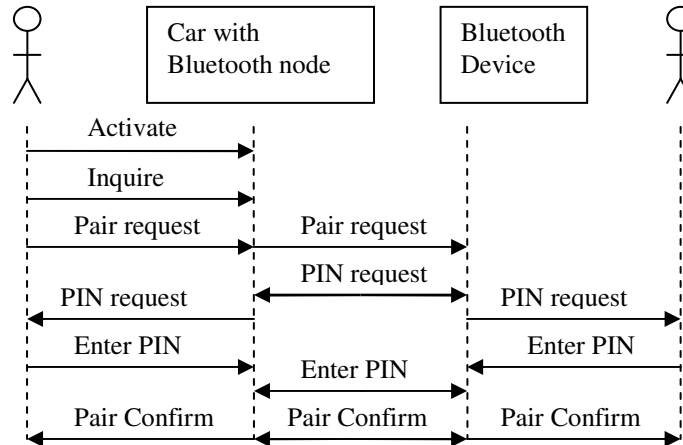 Car with
Bluetooth node
Bluetooth
Device
Activate
Inquire
Pair request
Pair request
PIN request
PIN request
PIN request
Enter PIN
Enter PIN
Enter PIN
Pair Confirm
Pair Confirm
Pair Confirm